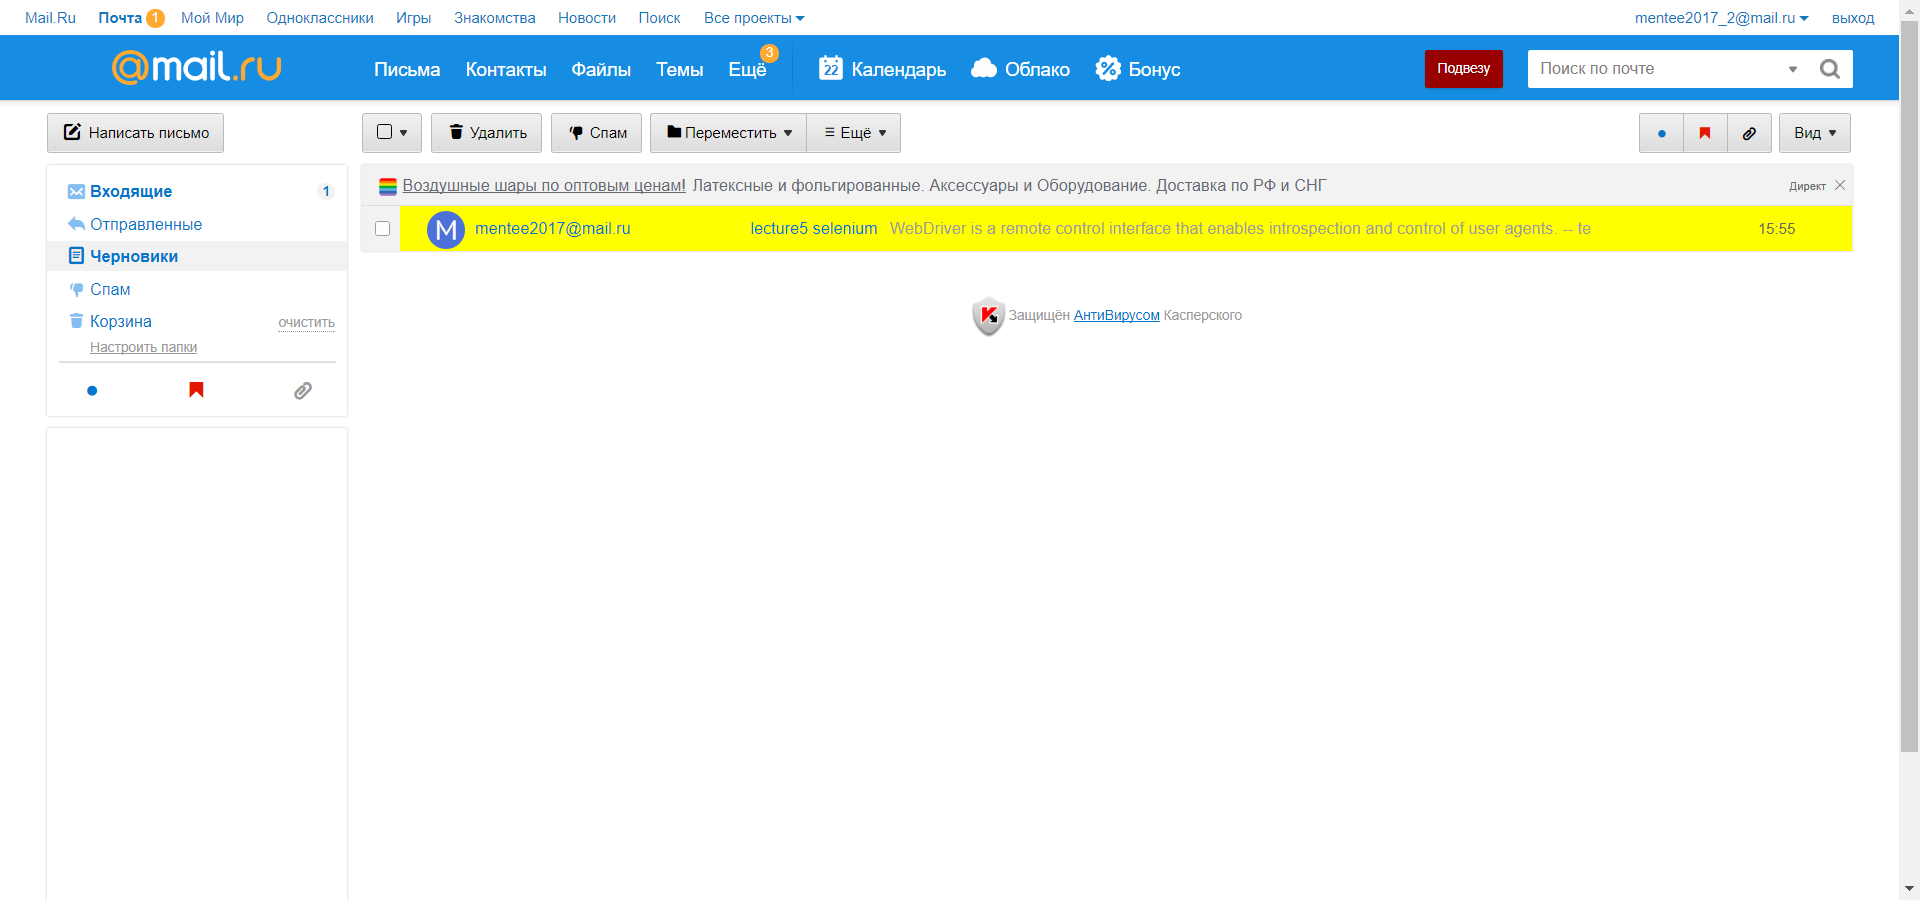 Mail.Ru Почта 1 Мой Мир Одноклассники Игры Знакомства Новости Поиск Все проекты mentee2017_2@mail.ru выход
@mail.ru Письма Контакты Файлы Темы Ещё 3 22 Календарь Облако Бонус Подвезу Поиск по почте
Написать письмо Удалить Спам Переместить Ещё Вид
Входящие 1
Отправленные
Черновики
Спам
Корзина очистить
Настроить папки
Воздушные шары по оптовым ценам! Латексные и фольгированные. Аксессуары и Оборудование. Доставка по РФ и СНГ Директ
M mentee2017@mail.ru lecture5 selenium WebDriver is a remote control interface that enables introspection and control of user agents. -- te 15:55
Защищён АнтиВирусом Касперского